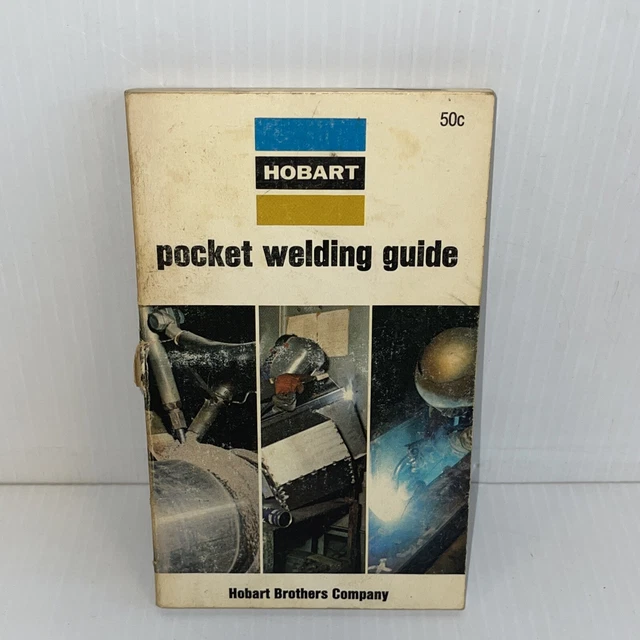 50c
HOBART
pocket welding guide
Hobart Brothers Company